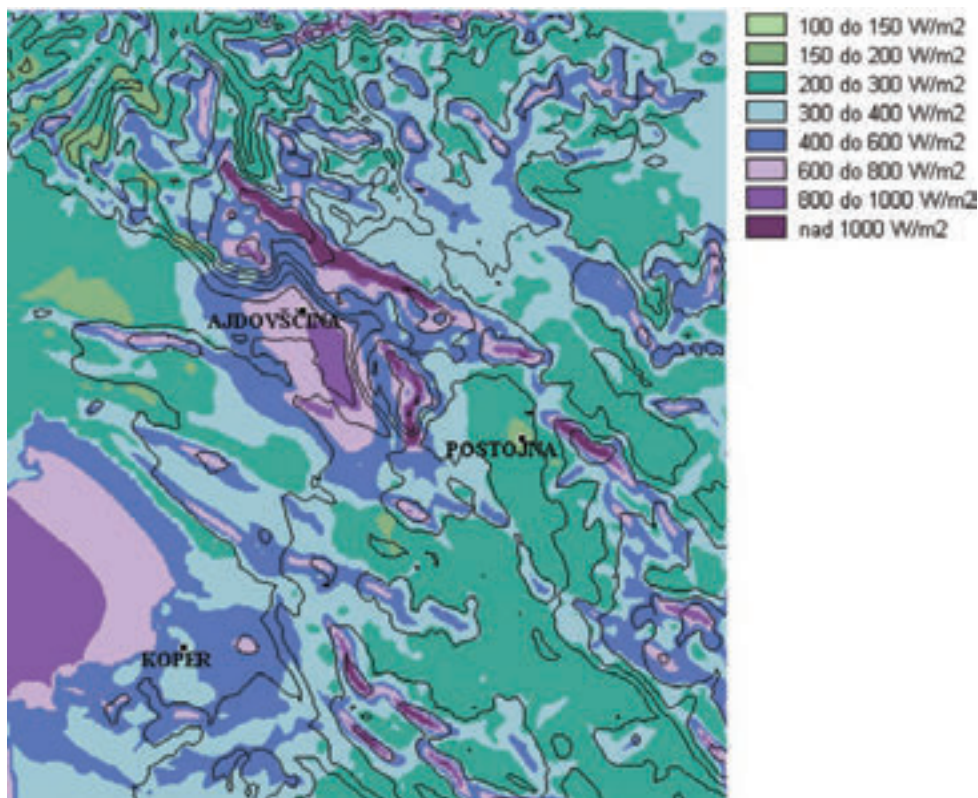 100 do 150 W/m2
150 do 200 W/m2
200 do 300 W/m2
300 do 400 W/m2
400 do 600 W/m2
600 do 800 W/m2
800 do 1000 W/m2
nad 1000 W/m2
AJDOVŠČINA
POSTOJNA
KOPER